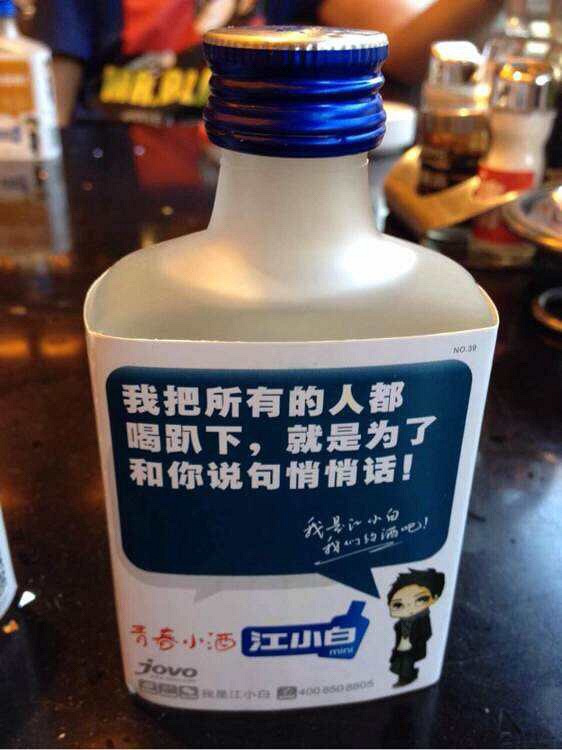 NO.39
我把所有的人都
喝趴下，就是为了
和你说句悄悄话！
我是江小白
我们约酒吧！
青春小酒
江小白
mini
jovo
我是江小白
400 850 8805